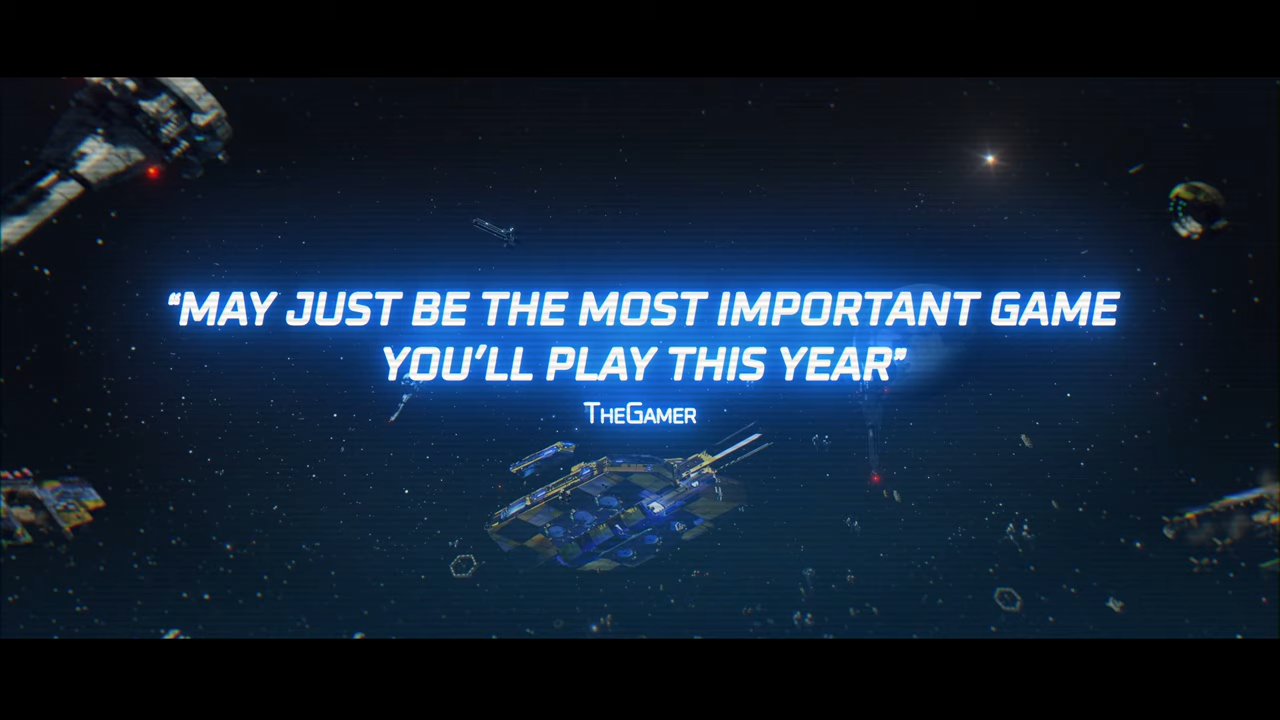 “MAY JUST BE THE MOST IMPORTANT GAME
YOU’LL PLAY THIS YEAR”
THEGAMER